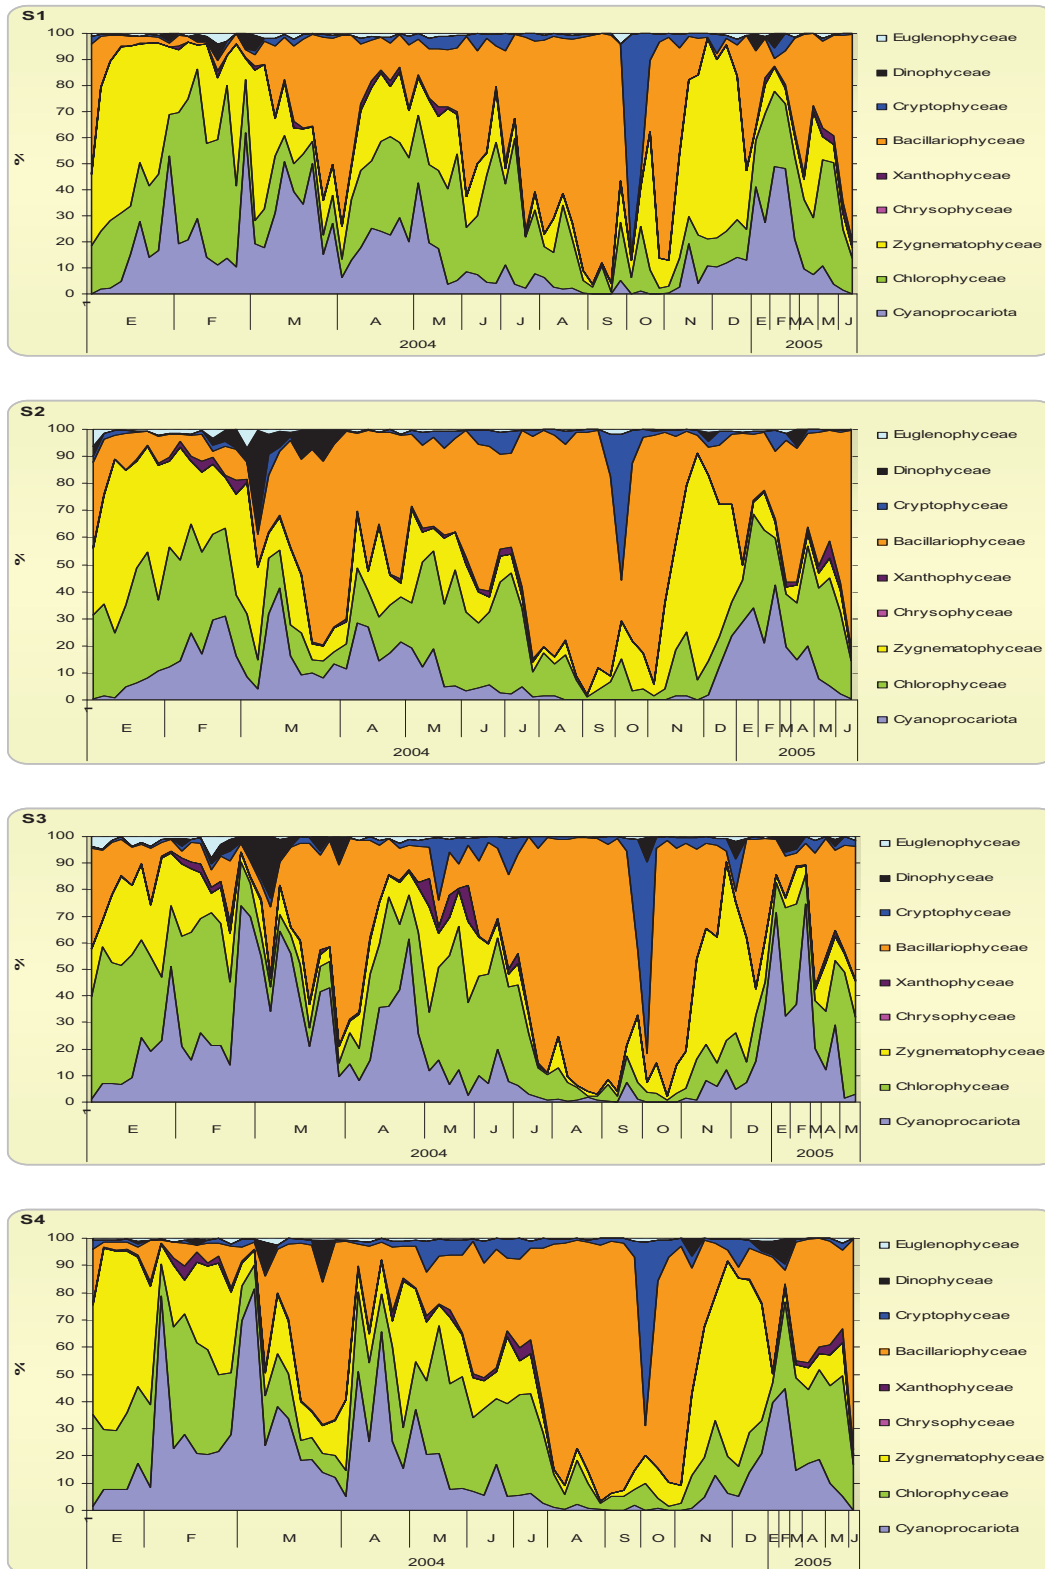 S1
100 Euglenophyceae
90
80 Dinophyceae
70 Cryptophyceae
60 Bacillariophyceae
50
40 Xanthophyceae
30 Chrysophyceae
20 Zygnematophyceae
10 Chlorophyceae
0 Cyanoprocariota
%
1
E F M A M J J A S O N D E F M A M J
2004 2005
S2
100 Euglenophyceae
90
80 Dinophyceae
70 Cryptophyceae
60 Bacillariophyceae
50
40 Xanthophyceae
30 Chrysophyceae
20 Zygnematophyceae
10 Chlorophyceae
0 Cyanoprocariota
%
1
E F M A M J J A S O N D E F M A M J
2004 2005
S3
100 Euglenophyceae
90
80 Dinophyceae
70 Cryptophyceae
60 Bacillariophyceae
50
40 Xanthophyceae
30 Chrysophyceae
20 Zygnematophyceae
10 Chlorophyceae
0 Cyanoprocariota
%
1
E F M A M J J A S O N D E F M A M
2004 2005
S4
100 Euglenophyceae
90
80 Dinophyceae
70 Cryptophyceae
60 Bacillariophyceae
50
40 Xanthophyceae
30 Chrysophyceae
20 Zygnematophyceae
10 Chlorophyceae
0 Cyanoprocariota
%
1
E F M A M J J A S O N D E F M A M J
2004 2005